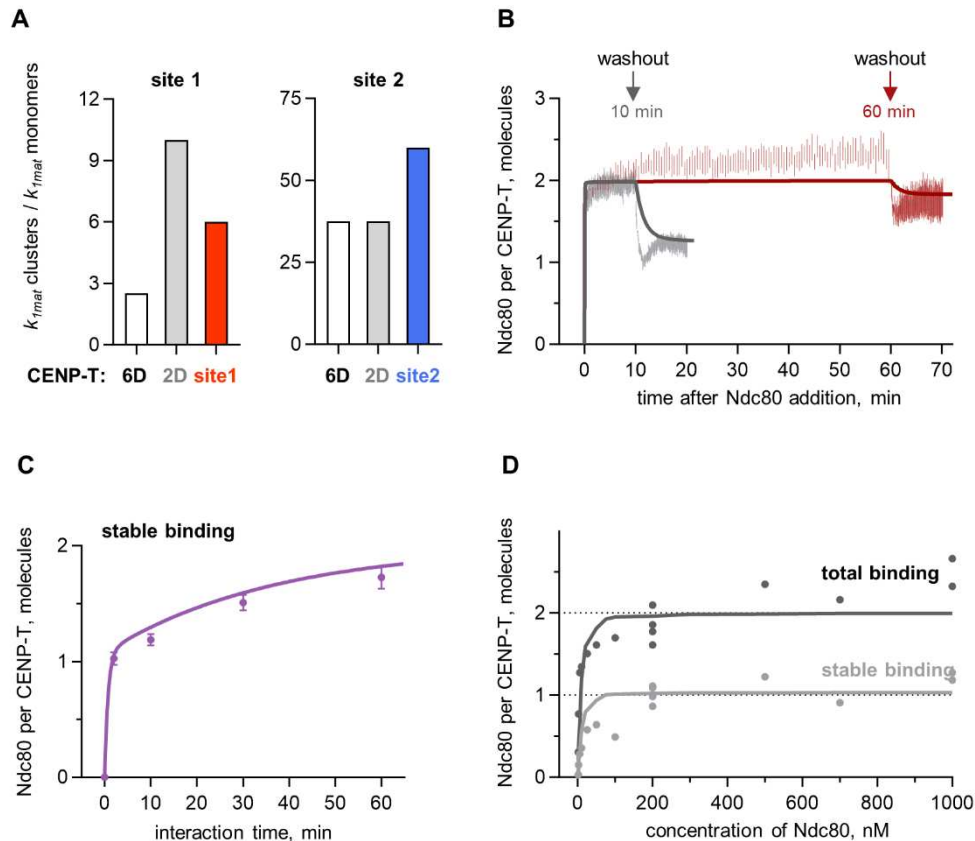 A
site 1
site 2
k1mat clusters / k1mat monomers
12
9
6
3
0
75
50
25
0
CENP-T: 6D 2D site1
6D 2D site2
B
washout
10 min
washout
60 min
Ndc80 per CENP-T, molecules
3
2
1
0
0 10 20 30 40 50 60 70
time after Ndc80 addition, min
C
stable binding
Ndc80 per CENP-T, molecules
2
1
0
0 10 20 30 40 50 60
interaction time, min
D
total binding
stable binding
Ndc80 per CENP-T, molecules
3
2
1
0
0 200 400 600 800 1000
concentration of Ndc80, nM